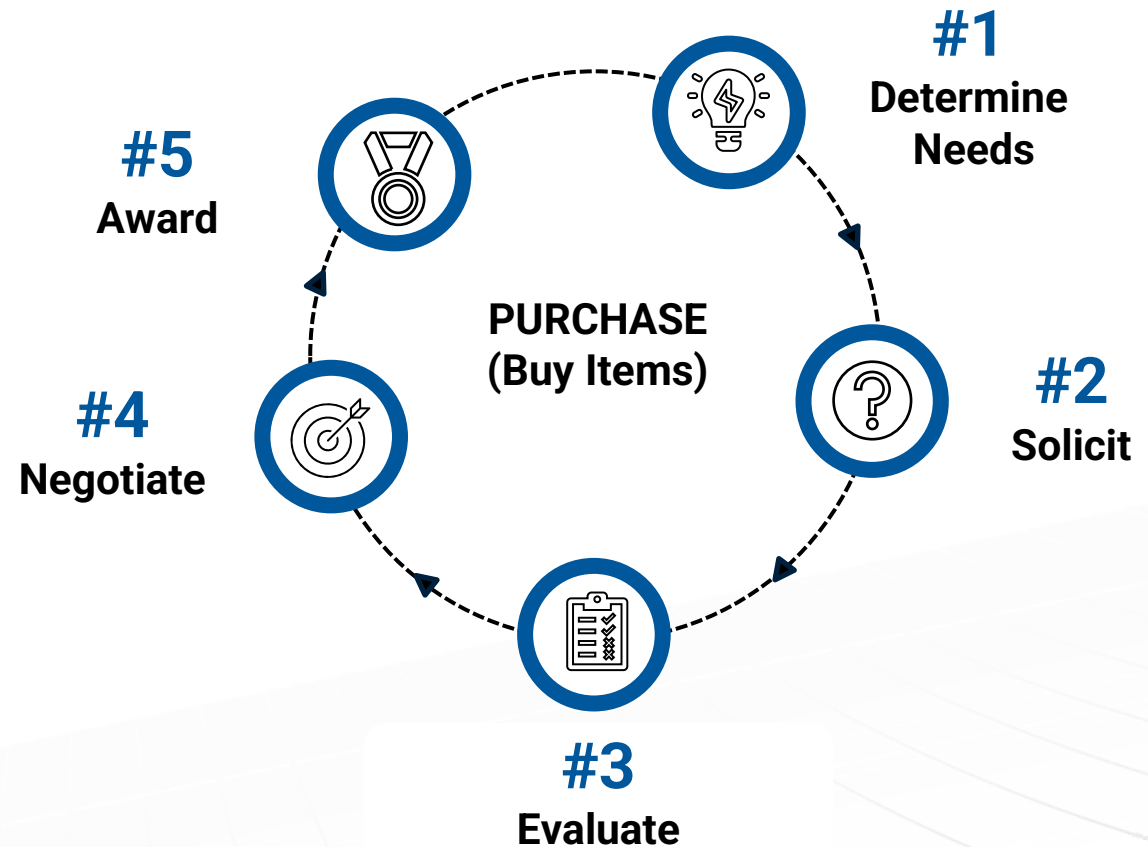 #1
Determine
Needs
#2
Solicit
#3
Evaluate
#4
Negotiate
#5
Award
PURCHASE
(Buy Items)